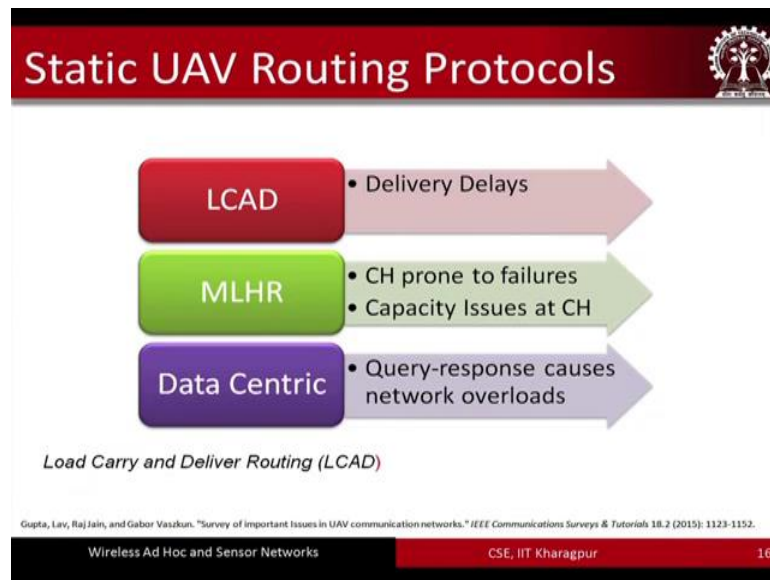 Static UAV Routing Protocols
LCAD
• Delivery Delays
MLHR
• CH prone to failures
• Capacity Issues at CH
Data Centric
• Query-response causes
network overloads
Load Carry and Deliver Routing (LCAD)
Gupta, Lav, Raj Jain, and Gabor Vaszkun. "Survey of important Issues in UAV communication networks." IEEE Communications Surveys & Tutorials 18.2 (2015): 1123-1152.
Wireless Ad Hoc and Sensor Networks
CSE, IIT Kharagpur
16